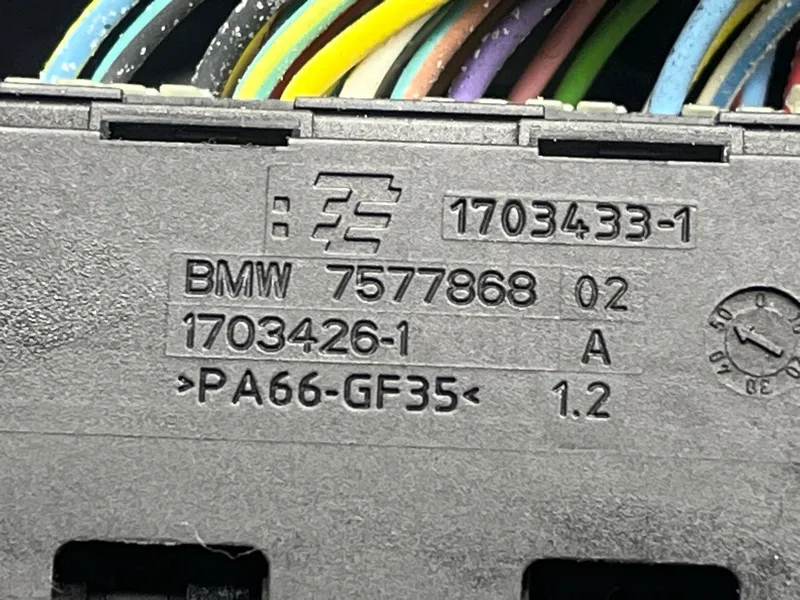 1703433-1
BMW 7577868 02
1703426-1 A
>PA66-GF35< 1.2